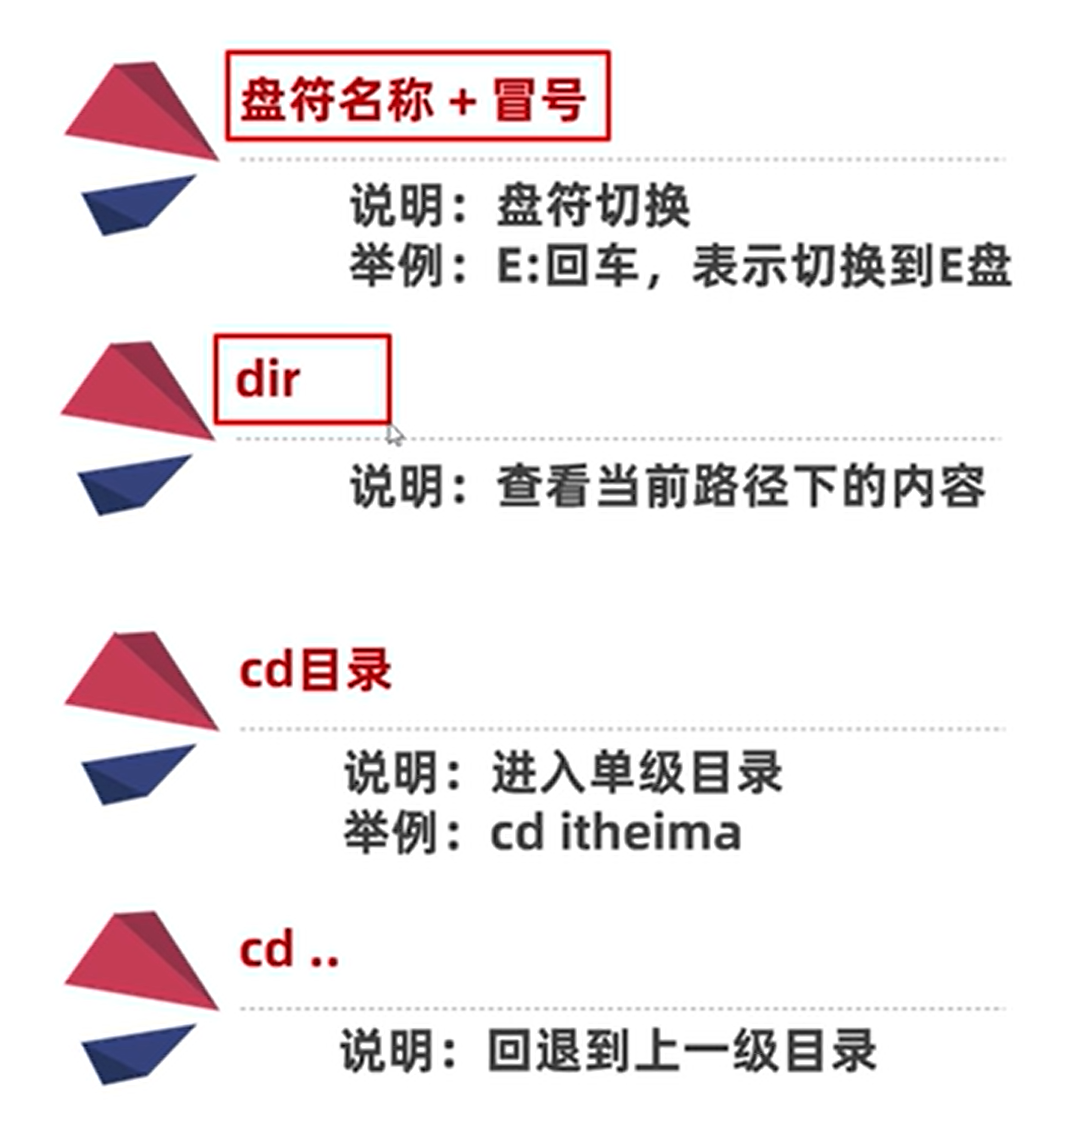 盘符名称 + 冒号
说明：盘符切换
举例：E:回车，表示切换到E盘
dir
说明：查看当前路径下的内容
cd目录
说明：进入单级目录
举例：cd itheima
cd ..
说明：回退到上一级目录